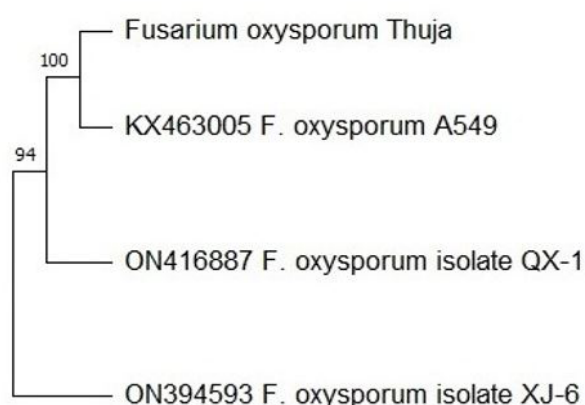 Fusarium oxysporum Thuja
100
KX463005 F. oxysporum A549
94
ON416887 F. oxysporum isolate QX-1
ON394593 F. oxysporum isolate XJ-6